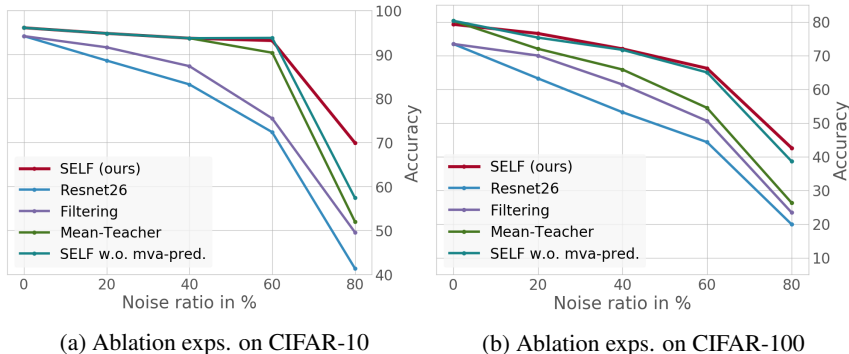 100
90
80
70
60
50
40
Accuracy
SELF (ours)
Resnet26
Filtering
Mean-Teacher
SELF w.o. mva-pred.
0 20 40 60 80
Noise ratio in %
(a) Ablation exps. on CIFAR-10
80
70
60
50
40
30
20
10
Accuracy
SELF (ours)
Resnet26
Filtering
Mean-Teacher
SELF w.o. mva-pred.
0 20 40 60 80
Noise ratio in %
(b) Ablation exps. on CIFAR-100